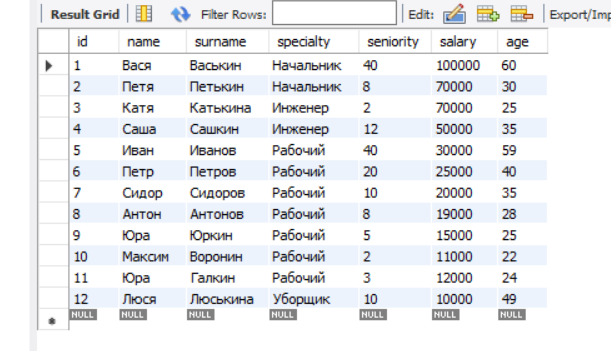 Result Grid Filter Rows: Edit: Export/Imp
id name surname specialty seniority salary age
1 Вася Васькин Начальник 40 100000 60
2 Петя Петькин Начальник 8 70000 30
3 Катя Катькина Инженер 2 70000 25
4 Саша Сашкин Инженер 12 50000 35
5 Иван Иванов Рабочий 40 30000 59
6 Петр Петров Рабочий 20 25000 40
7 Сидор Сидоров Рабочий 10 20000 35
8 Антон Антонов Рабочий 8 19000 28
9 Юра Юркин Рабочий 5 15000 25
10 Максим Воронин Рабочий 2 11000 22
11 Юра Галкин Рабочий 3 12000 24
12 Люся Люськина Уборщик 10 10000 49
NULL NULL NULL NULL NULL NULL NULL